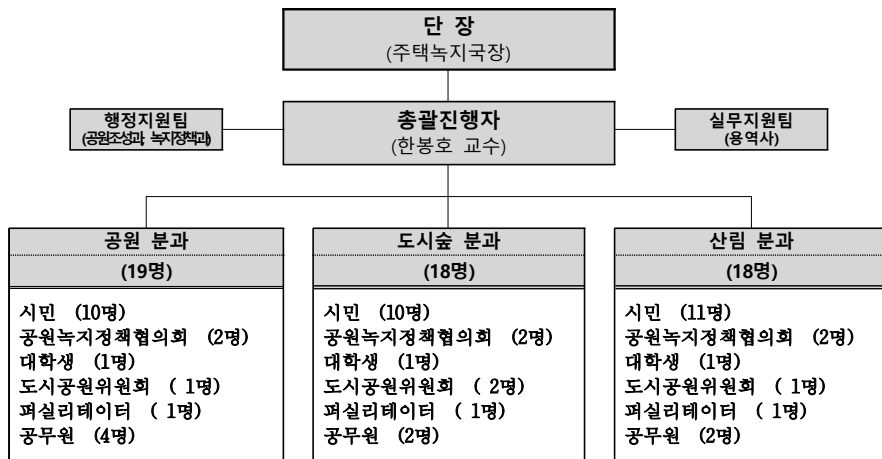 단 장
(주택녹지국장)
행정지원팀
(공원조성과, 녹지정책과)
총괄진행자
(한봉호 교수)
실무지원팀
(용역사)
공원 분과
(19명)
시민 (10명)
공원녹지정책협의회 (2명)
대학생 (1명)
도시공원위원회 ( 1명)
퍼실리테이터 ( 1명)
공무원 (4명)
도시숲 분과
(18명)
시민 (10명)
공원녹지정책협의회 (2명)
대학생 (1명)
도시공원위원회 ( 2명)
퍼실리테이터 ( 1명)
공무원 (2명)
산림 분과
(18명)
시민 (11명)
공원녹지정책협의회 (2명)
대학생 (1명)
도시공원위원회 ( 1명)
퍼실리테이터 ( 1명)
공무원 (2명)